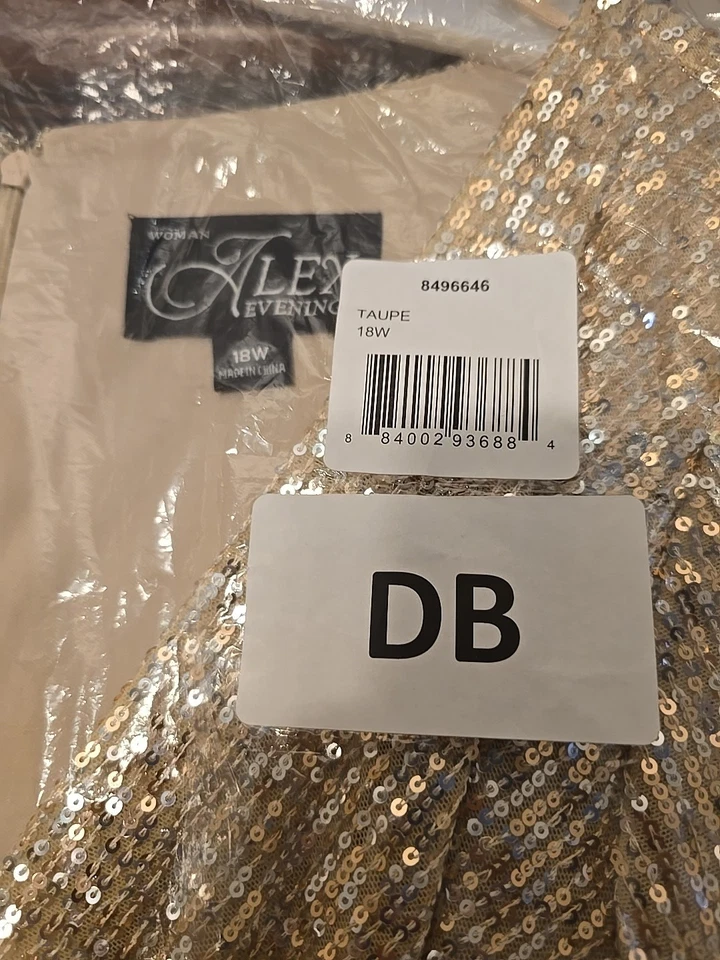 WOMAN
ALEX
EVENING
18W
MADE IN CHINA
8496646
TAUPE
18W
8 84002 93688 4
DB